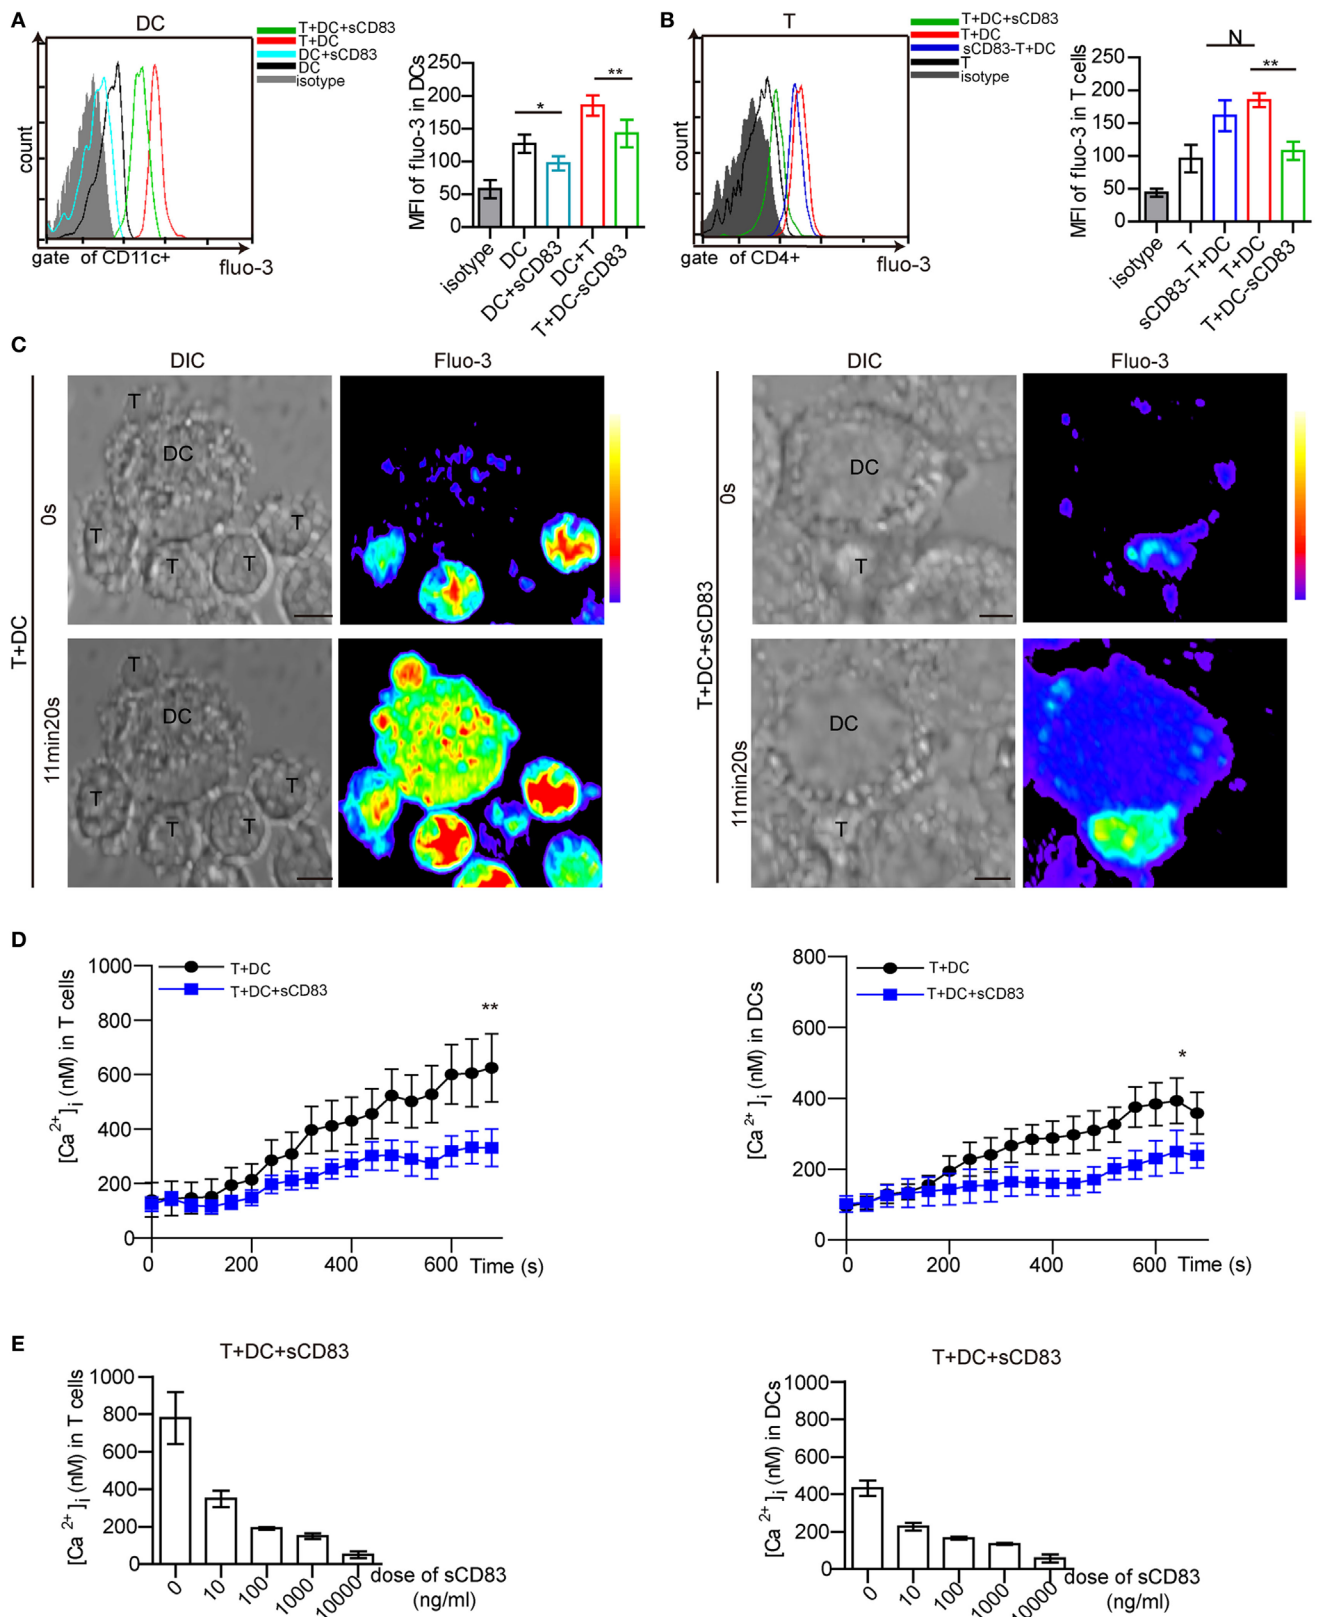 A
DC
T+DC+sCD83
T+DC
DC+sCD83
DC
isotype
count
gate of CD11c+
fluo-3
MFI of fluo-3 in DCs
250
200
150
100
50
0
*
**
isotype
DC
DC+sCD83
DC+T
T+DC-sCD83
B
T
T+DC+sCD83
T+DC
sCD83-T+DC
T
isotype
count
gate of CD4+
fluo-3
MFI of fluo-3 in T cells
250
200
150
100
50
0
N
**
isotype
T
sCD83-T+DC
T+DC
T+DC-sCD83
C
DIC
Fluo-3
DIC
Fluo-3
T+DC
0s
T
DC
T
T
T
T
11min20s
T
DC
T
T
T
T
T+DC+sCD83
0s
DC
T
11min20s
DC
T
D
[Ca 2+ ]i (nM) in T cells
1000
800
600
400
200
0
T+DC
T+DC+sCD83
**
0
200
400
600
Time (s)
[Ca 2+ ]i (nM) in DCs
800
600
400
200
0
T+DC
T+DC+sCD83
*
0
200
400
600
Time (s)
E
T+DC+sCD83
[Ca 2+ ]i (nM) in T cells
1000
800
600
400
200
0
0
10
100
1000
10000
dose of sCD83
(ng/ml)
T+DC+sCD83
[Ca 2+ ]i (nM) in DCs
1000
800
600
400
200
0
0
10
100
1000
10000
dose of sCD83
(ng/ml)